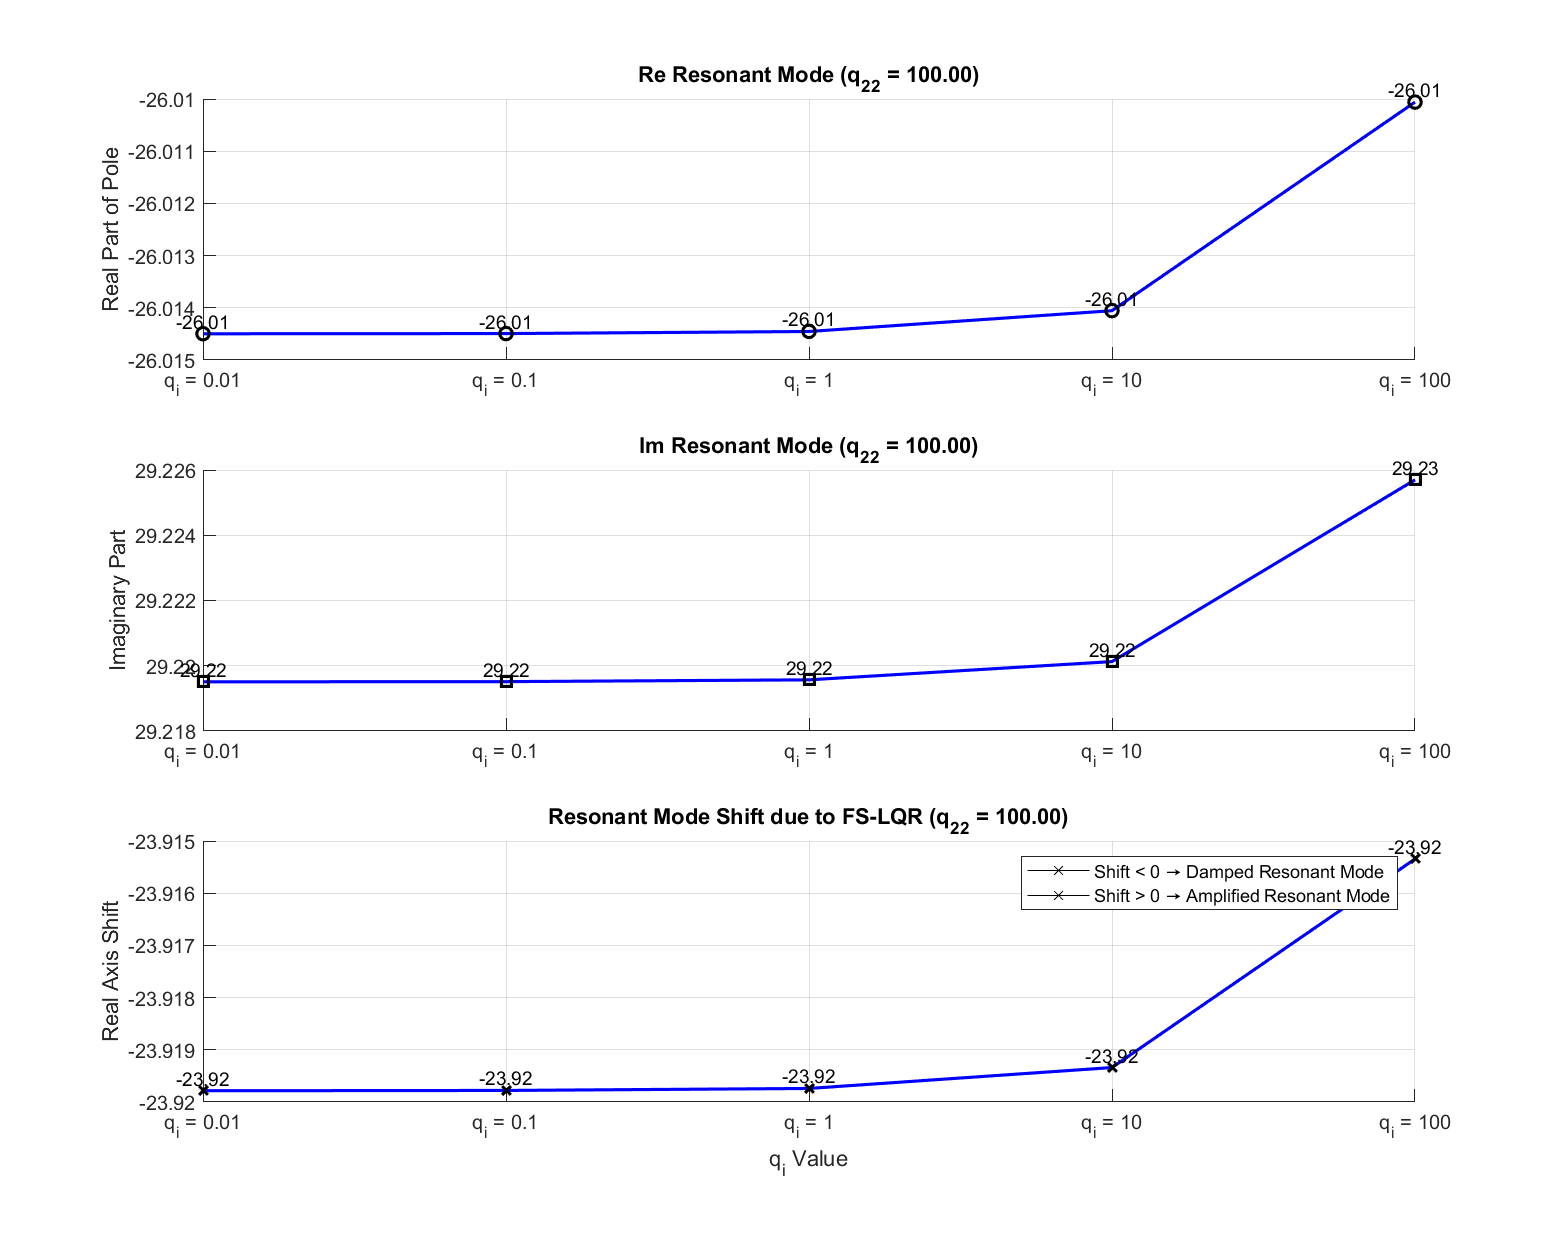 Re Resonant Mode (q22 = 100.00)
Real Part of Pole
-26.01
-26.011
-26.012
-26.013
-26.014
-26.015
-26.01
-26.01
-26.01
-26.01
-26.01
qi = 0.01
qi = 0.1
qi = 1
qi = 10
qi = 100
Im Resonant Mode (q22 = 100.00)
Imaginary Part
29.226
29.224
29.222
29.22
29.218
29.22
29.22
29.22
29.22
29.23
qi = 0.01
qi = 0.1
qi = 1
qi = 10
qi = 100
Resonant Mode Shift due to FS-LQR (q22 = 100.00)
Real Axis Shift
-23.915
-23.916
-23.917
-23.918
-23.919
-23.92
-23.92
-23.92
-23.92
-23.92
-23.92
Shift < 0 → Damped Resonant Mode
Shift > 0 → Amplified Resonant Mode
qi = 0.01
qi = 0.1
qi = 1
qi = 10
qi = 100
qi Value